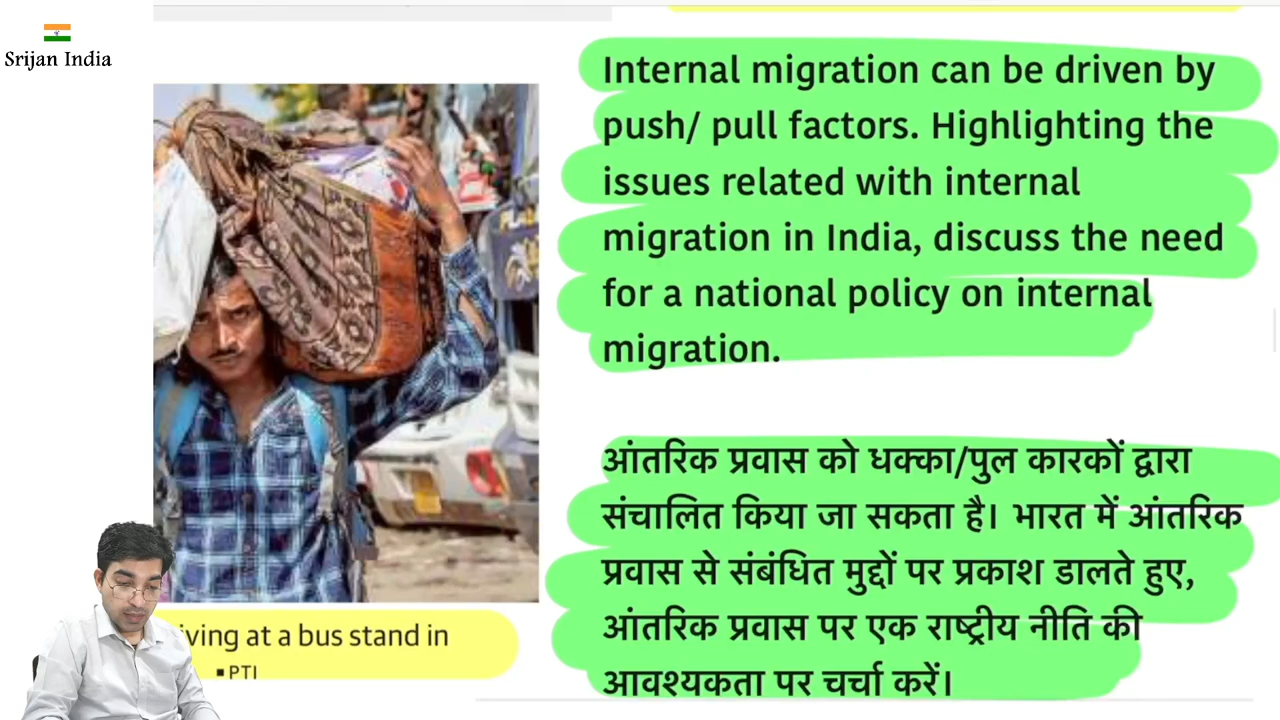 Srijan India
Internal migration can be driven by
push/ pull factors. Highlighting the
issues related with internal
migration in India, discuss the need
for a national policy on internal
migration.
आंतरिक प्रवास को धक्का/पुल कारकों द्वारा
संचालित किया जा सकता है। भारत में आंतरिक
प्रवास से संबंधित मुद्दों पर प्रकाश डालते हुए,
आंतरिक प्रवास पर एक राष्ट्रीय नीति की
आवश्यकता पर चर्चा करें।
at a bus stand in
▪ PTI